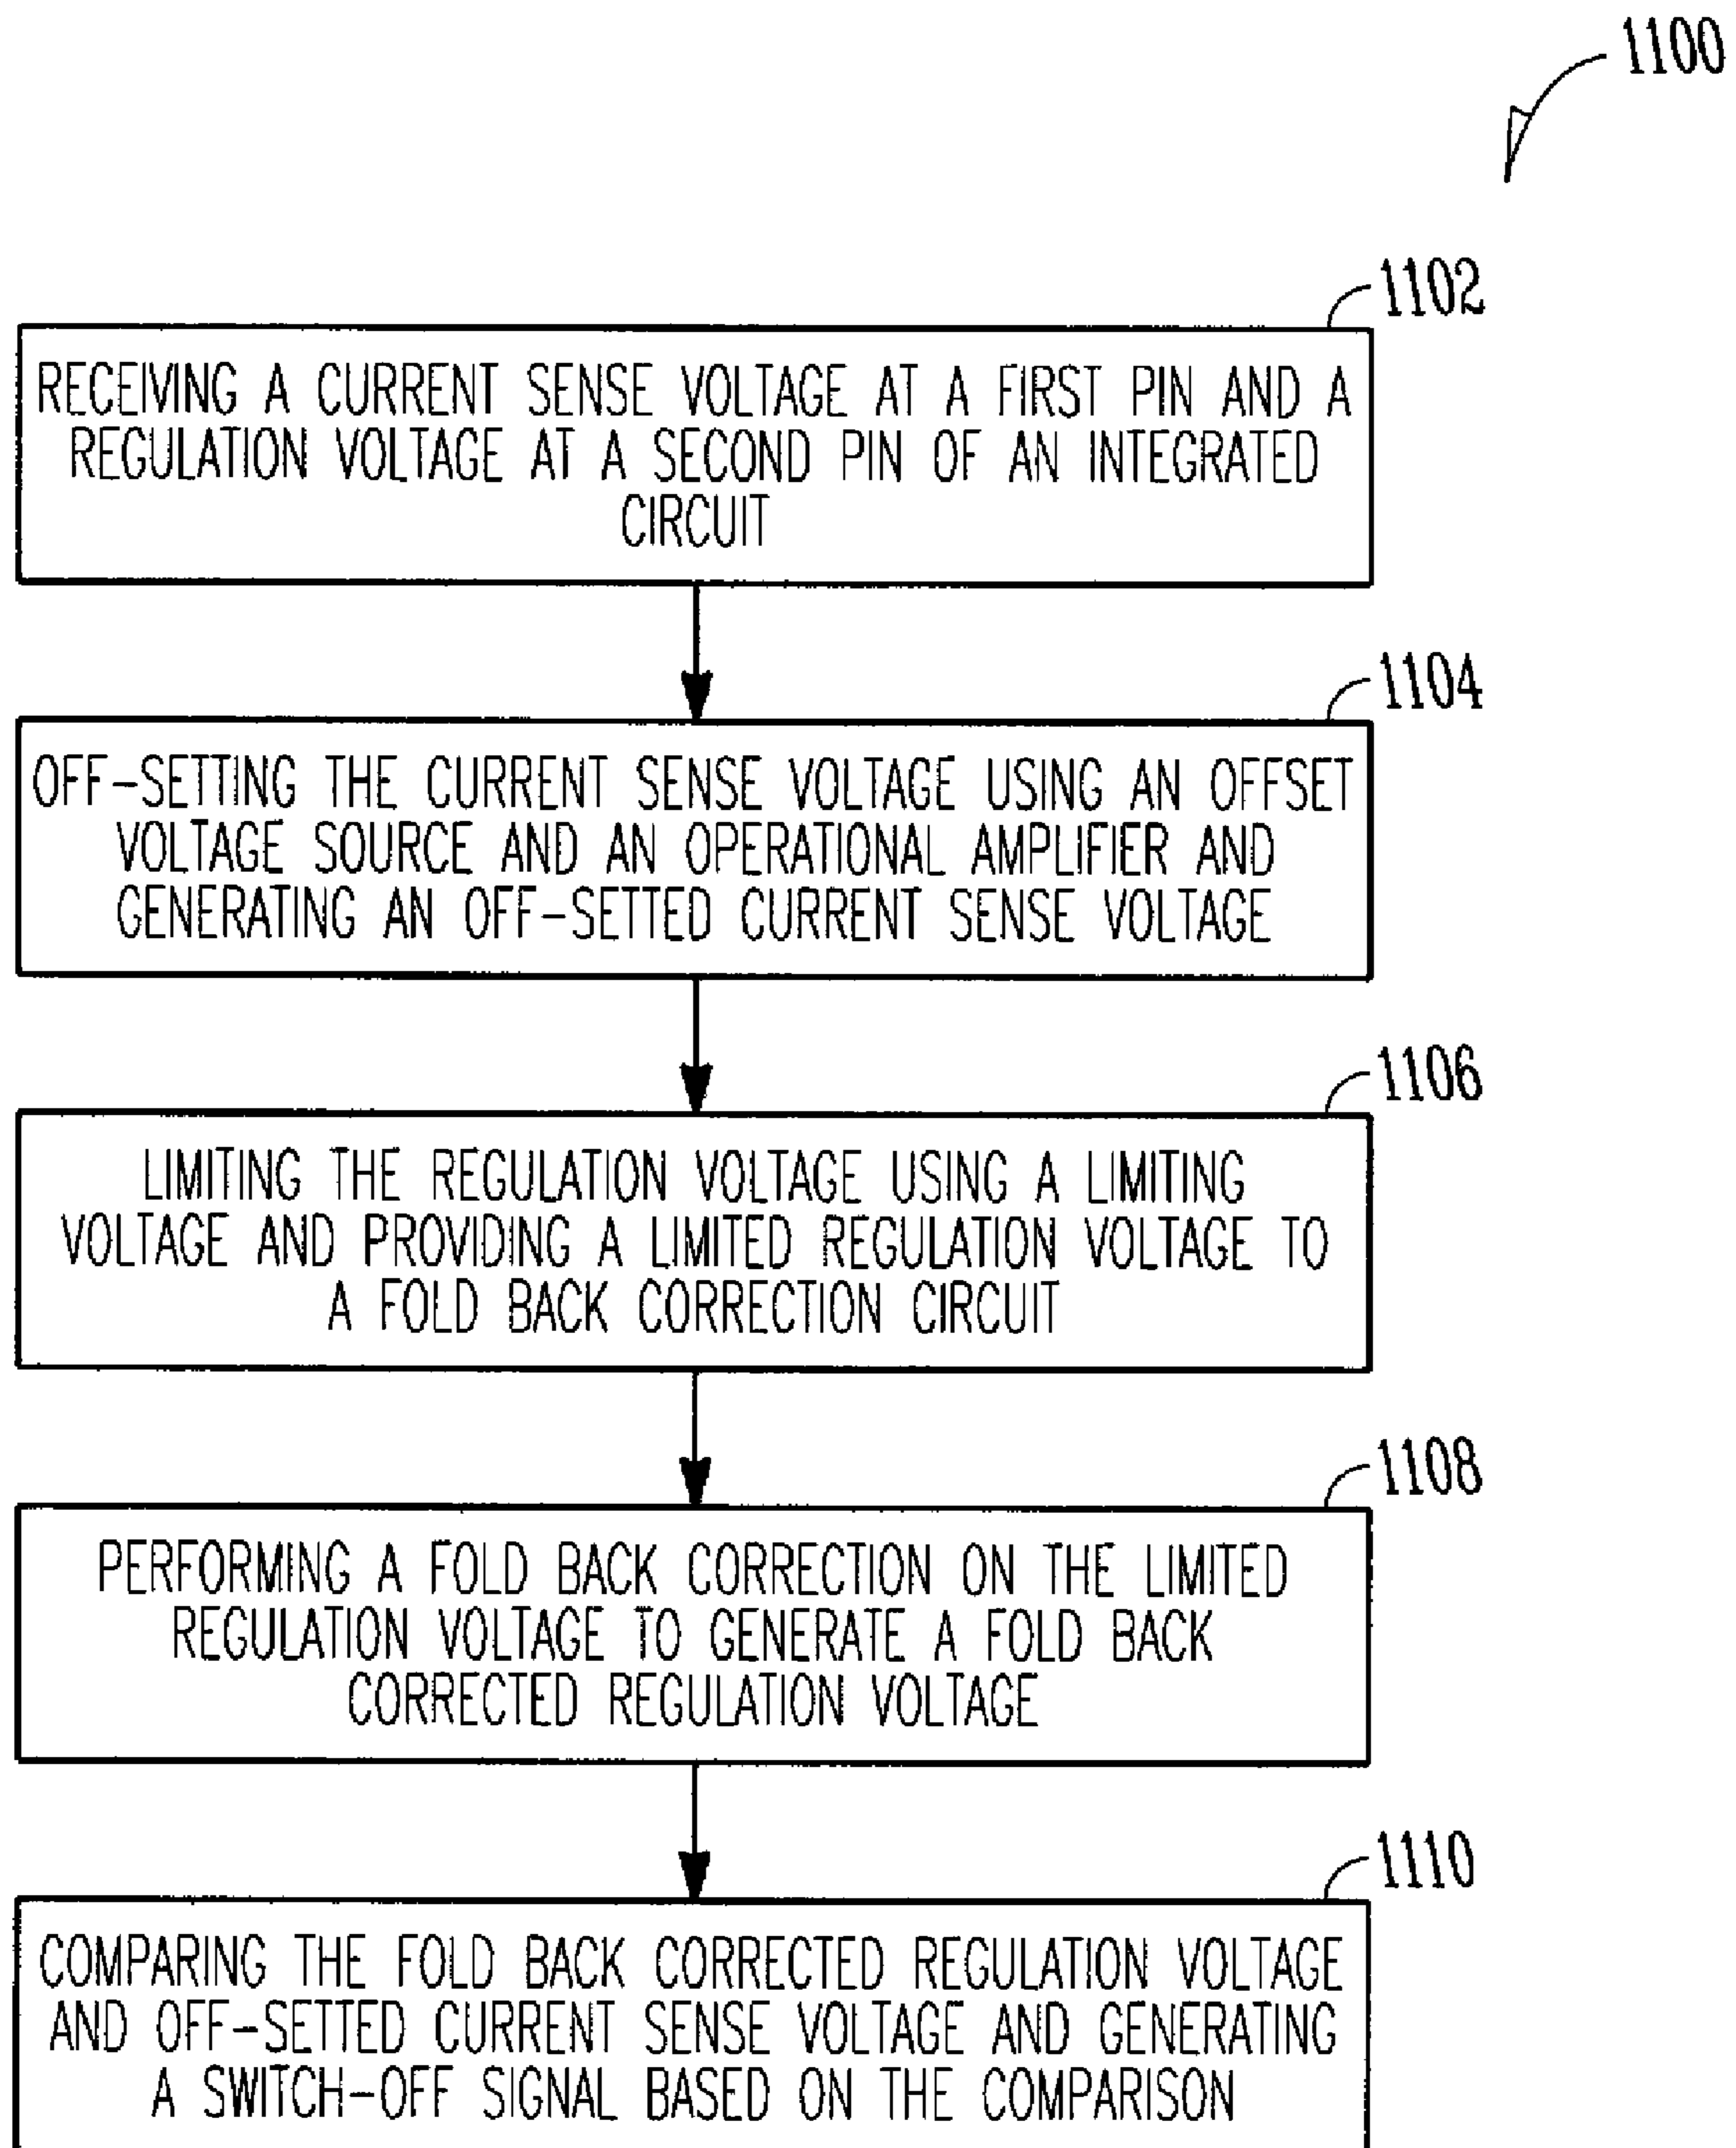 1100
1102
RECEIVING A CURRENT SENSE VOLTAGE AT A FIRST PIN AND A
REGULATION VOLTAGE AT A SECOND PIN OF AN INTEGRATED
CIRCUIT
1104
OFF-SETTING THE CURRENT SENSE VOLTAGE USING AN OFFSET
VOLTAGE SOURCE AND AN OPERATIONAL AMPLIFIER AND
GENERATING AN OFF-SETTED CURRENT SENSE VOLTAGE
1106
LIMITING THE REGULATION VOLTAGE USING A LIMITING
VOLTAGE AND PROVIDING A LIMITED REGULATION VOLTAGE TO
A FOLD BACK CORRECTION CIRCUIT
1108
PERFORMING A FOLD BACK CORRECTION ON THE LIMITED
REGULATION VOLTAGE TO GENERATE A FOLD BACK
CORRECTED REGULATION VOLTAGE
1110
COMPARING THE FOLD BACK CORRECTED REGULATION VOLTAGE
AND OFF-SETTED CURRENT SENSE VOLTAGE AND GENERATING
A SWITCH-OFF SIGNAL BASED ON THE COMPARISON